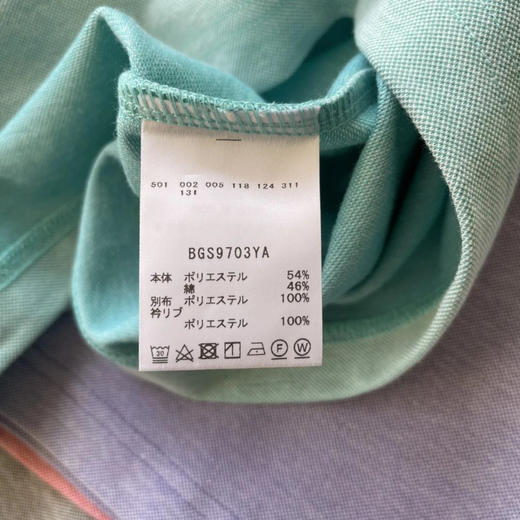 501 002 005 118 124 311
131
BGS9703YA
本体 ポリエステル 54%
綿 46%
別布 ポリエステル 100%
衿リブ
ポリエステル 100%
30 F W